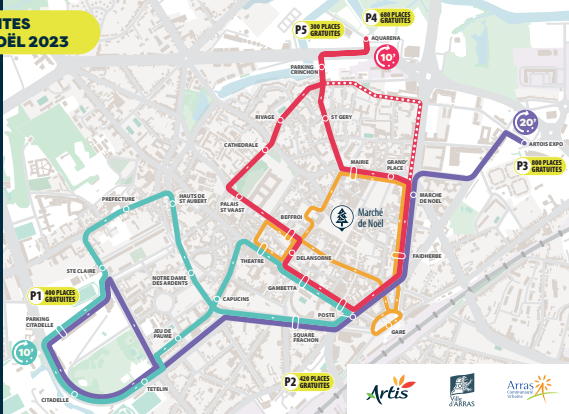 ITES
OËL 2023
P5 300 PLACES
GRATUITES
P4 680 PLACES
GRATUITES
AQUARENA
10'
PARKING
CRINCHON
RIVAGE
ST GERY
20'
ARTOIS EXPO
P3 800 PLACES
GRATUITES
CATHEDRALE
MAIRIE
GRAND
PLACE
PREFECTURE
HAUTS DE
ST AUBERT
PALAIS
ST VAAST
MARCHE
DE NOEL
BEFFROI
Marché
de Noël
STE CLAIRE
NOTRE DAME
DES ARDENTS
THEATRE
DELANSORNE
FAIDHERBE
P1 400 PLACES
GRATUITES
GAMBETTA
CAPUCINS
PARKING
CITADELLE
POSTE
JEU DE
PAUME
SQUARE
FRACHON
GARE
10'
TETELIN
CITADELLE
P2 420 PLACES
GRATUITES
Artis
Ville
d'ARRAS
Arras
Communauté
Urbaine